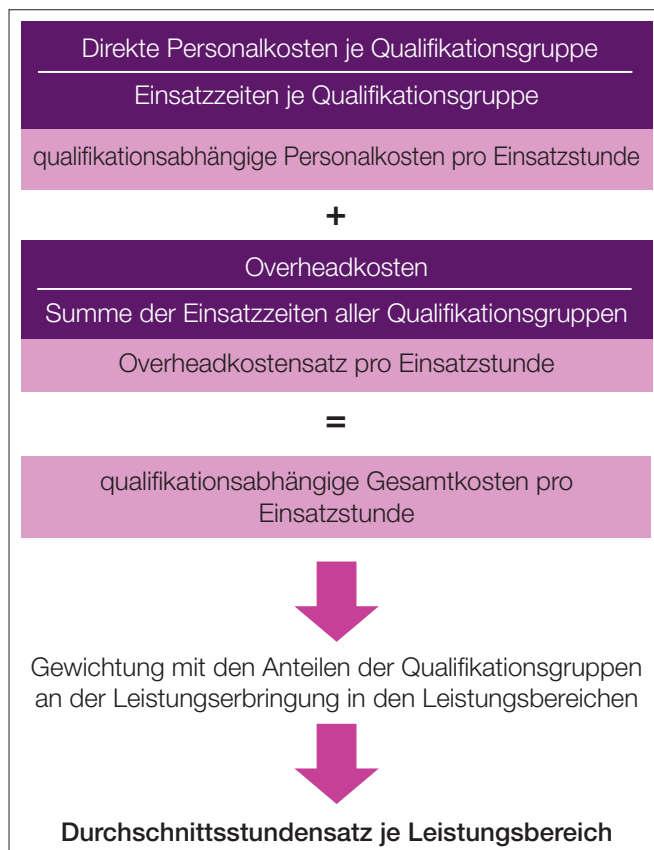 Direkte Personalkosten je Qualifikationsgruppe
Einsatzzeiten je Qualifikationsgruppe
qualifikationsabhängige Personalkosten pro Einsatzstunde
+
Overheadkosten
Summe der Einsatzzeiten aller Qualifikationsgruppen
Overheadkostensatz pro Einsatzstunde
=
qualifikationsabhängige Gesamtkosten pro
Einsatzstunde
Gewichtung mit den Anteilen der Qualifikationsgruppen
an der Leistungserbringung in den Leistungsbereichen
Durchschnittsstundensatz je Leistungsbereich